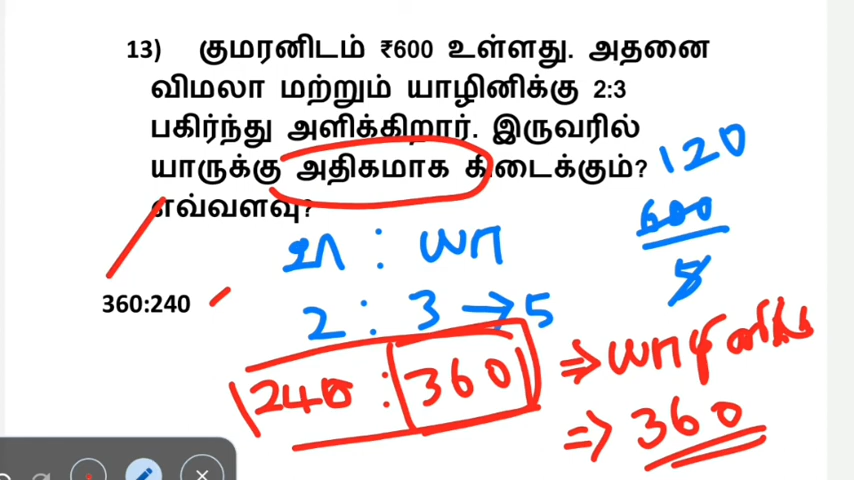 13) குமரனிடம் ₹600 உள்ளது. அதனை
விமலா மற்றும் யாழினிக்கு 2:3
பகிர்ந்து அளிக்கிறார். இருவரில்
யாருக்கு அதிகமாக கிடைக்கும்?
எவ்வளவு?
120
600
5
: யா
2 : 3 → 5
360:240
240 : 360
⇒ யாழினிக்கு
⇒ 360